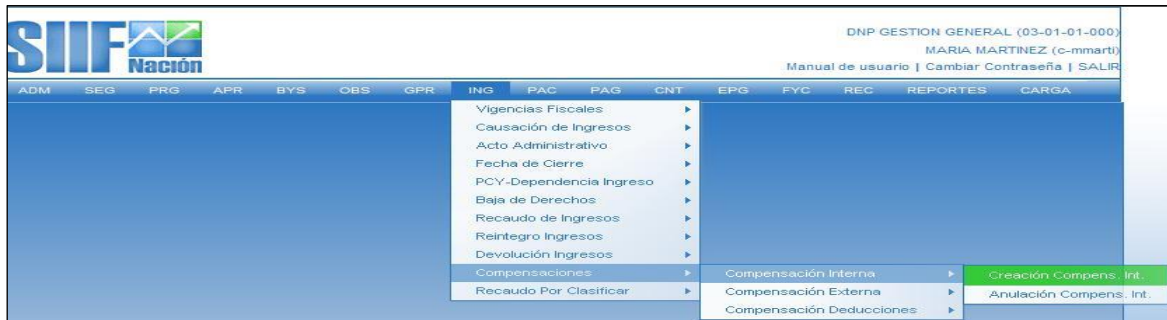 SIIF Nación
DNP GESTION GENERAL (03-01-01-000)
MARIA MARTINEZ (c-mmarti)
Manual de usuario | Cambiar Contraseña | SALIR
ADM SEG PRG APR BYS OBS GPR ING PAC PAG CNT EPG FYC REC REPORTES CARGA
Vigencias Fiscales
Causación de Ingresos
Acto Administrativo
Fecha de Cierre
PCY-Dependencia Ingreso
Baja de Derechos
Recaudo de Ingresos
Reintegro Ingresos
Devolución Ingresos
Compensaciones Compensación Interna Creación Compens. Int.
Recaudo Por Clasificar Compensación Externa Anulación Compens. Int.
Compensación Deducciones